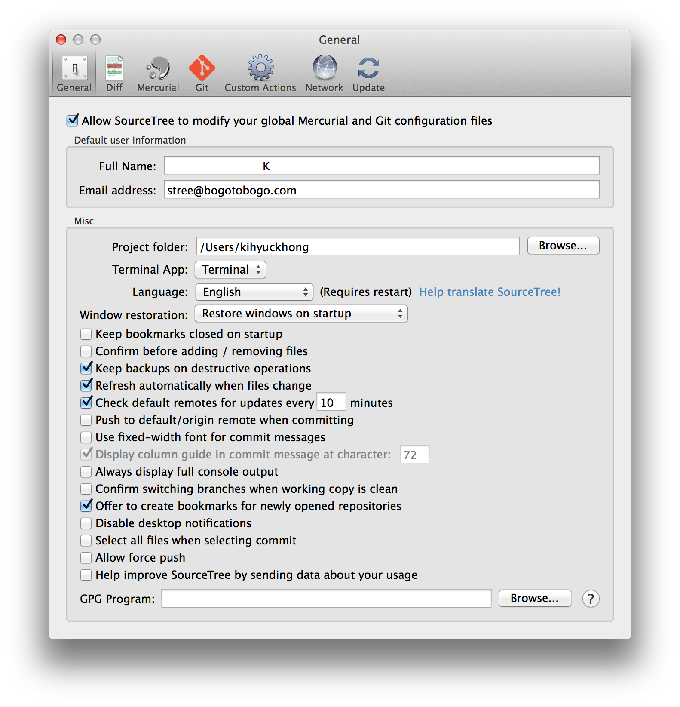 General
General Diff Mercurial Git Custom Actions Network Update
Allow SourceTree to modify your global Mercurial and Git configuration files
Default user information
Full Name: K
Email address: stree@bogotobogo.com
Misc
Project folder: /Users/kihyuckhong Browse...
Terminal App: Terminal
Language: English (Requires restart) Help translate SourceTree!
Window restoration: Restore windows on startup
Keep bookmarks closed on startup
Confirm before adding / removing files
Keep backups on destructive operations
Refresh automatically when files change
Check default remotes for updates every 10 minutes
Push to default/origin remote when committing
Use fixed-width font for commit messages
Display column guide in commit message at character: 72
Always display full console output
Confirm switching branches when working copy is clean
Offer to create bookmarks for newly opened repositories
Disable desktop notifications
Select all files when selecting commit
Allow force push
Help improve SourceTree by sending data about your usage
GPG Program: Browse... ?